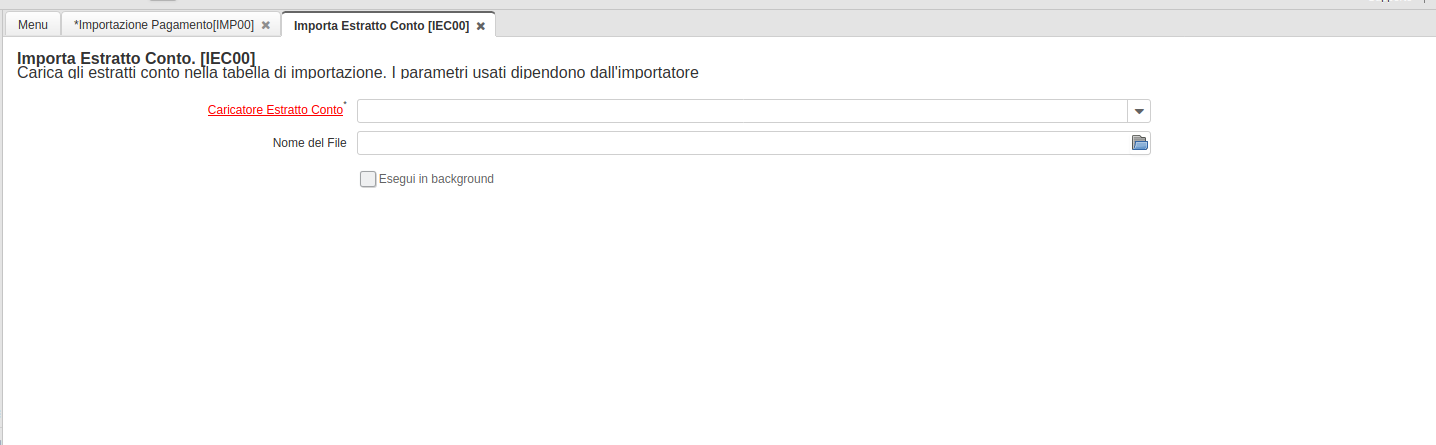 Menu
*Importazione Pagamento[IMP00]
Importa Estratto Conto [IEC00]
Importa Estratto Conto. [IEC00]
Carica gli estratti conto nella tabella di importazione. I parametri usati dipendono dall'importatore
Caricatore Estratto Conto*
Nome del File
Esegui in background